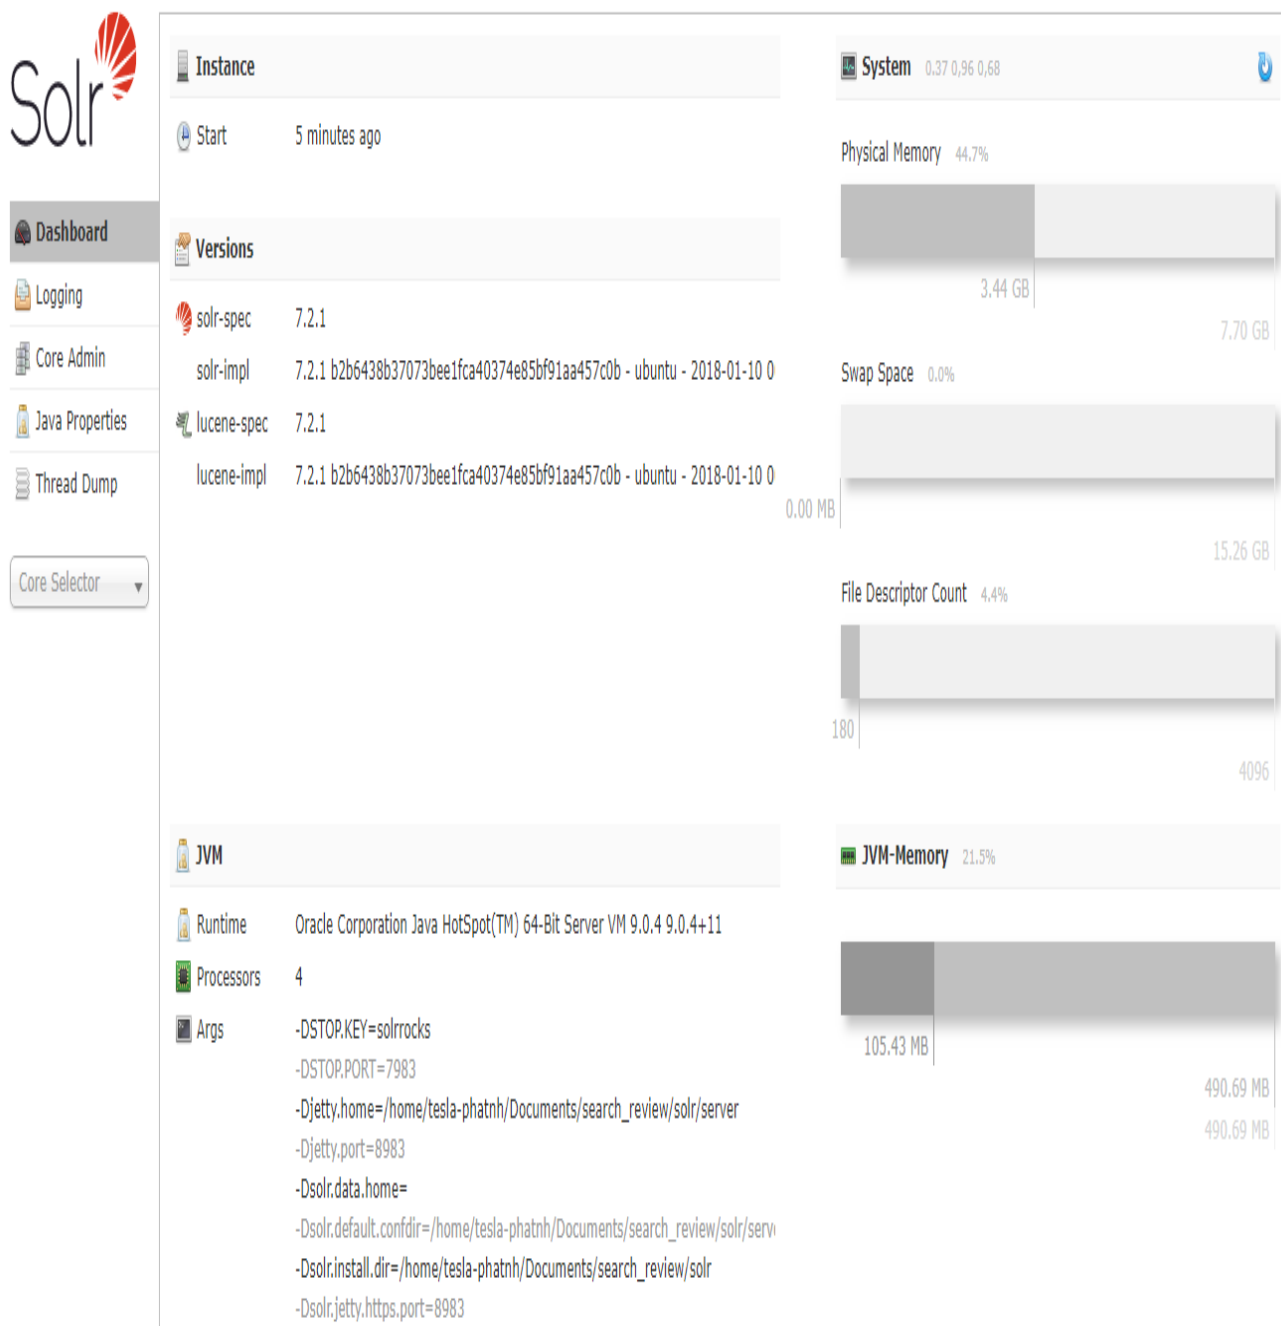 Solr
Dashboard
Logging
Core Admin
Java Properties
Thread Dump
Core Selector
Instance
Start 5 minutes ago
Versions
solr-spec 7.2.1
solr-impl 7.2.1 b2b6438b37073bee1fca40374e85bf91aa457c0b - ubuntu - 2018-01-10 0
lucene-spec 7.2.1
lucene-impl 7.2.1 b2b6438b37073bee1fca40374e85bf91aa457c0b - ubuntu - 2018-01-10 0
System 0.37 0,96 0,68
Physical Memory 44.7%
3.44 GB
7.70 GB
Swap Space 0.0%
0.00 MB
15.26 GB
File Descriptor Count 4.4%
180
4096
JVM
Runtime Oracle Corporation Java HotSpot(TM) 64-Bit Server VM 9.0.4 9.0.4+11
Processors 4
Args -DSTOP.KEY=solrrocks
-DSTOP.PORT=7983
-Djetty.home=/home/tesla-phatnh/Documents/search_review/solr/server
-Djetty.port=8983
-Dsolr.data.home=
-Dsolr.default.confdir=/home/tesla-phatnh/Documents/search_review/solr/serv
-Dsolr.install.dir=/home/tesla-phatnh/Documents/search_review/solr
-Dsolr.jetty.https.port=8983
JVM-Memory 21.5%
105.43 MB
490.69 MB
490.69 MB